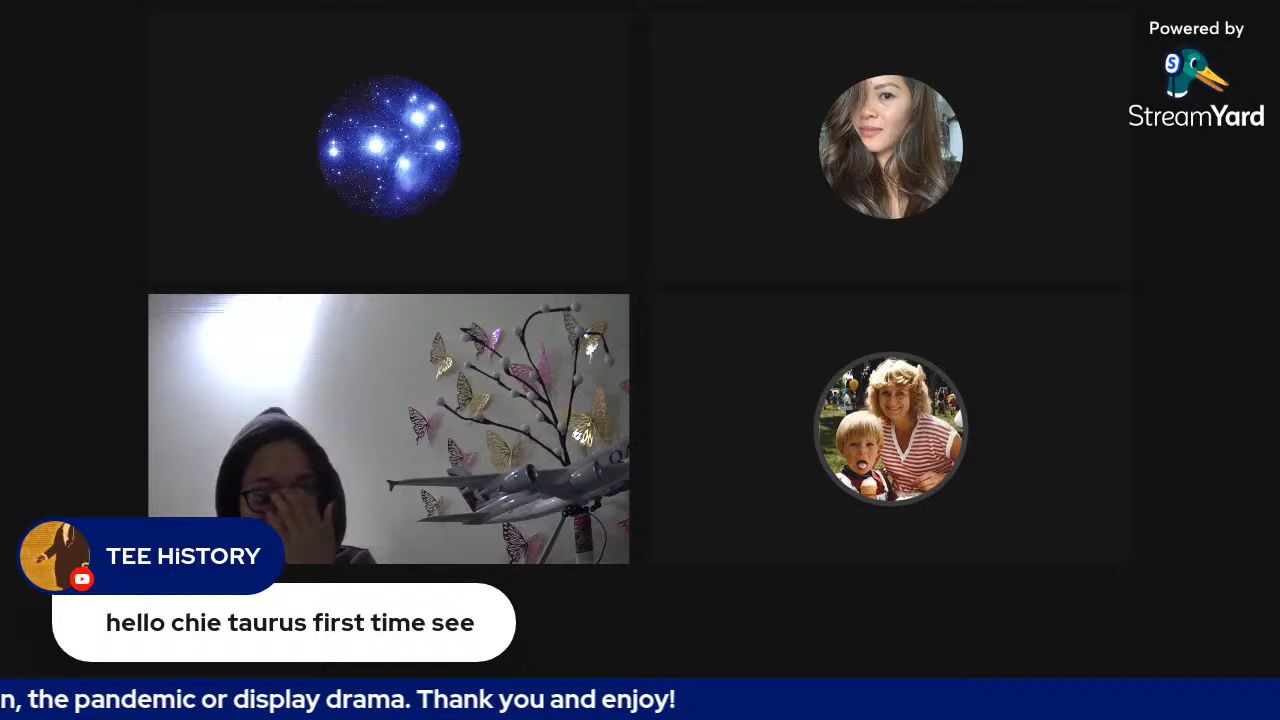 Powered by
StreamYard
TEE HiSTORY
hello chie taurus first time see
n, the pandemic or display drama. Thank you and enjoy!